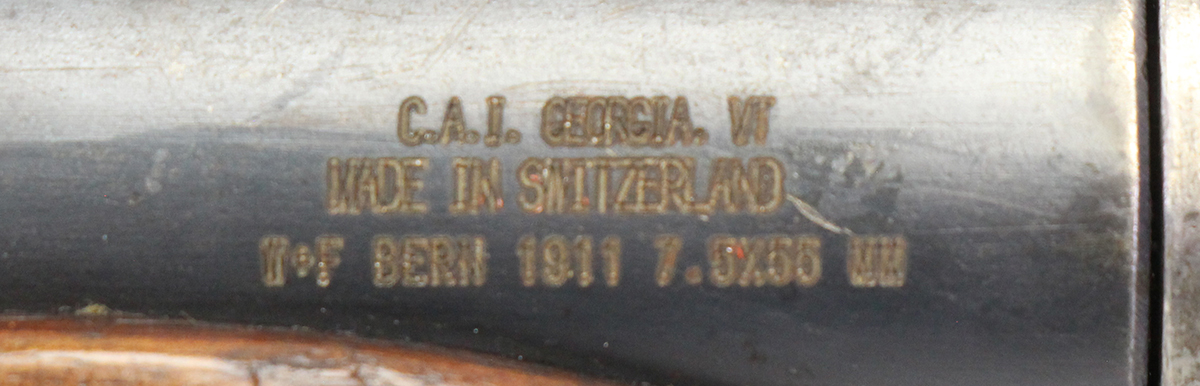 C.A.I. GEORGIA. VT
MADE IN SWITZERLAND
W+F BERN 1911 7.5X55 MM